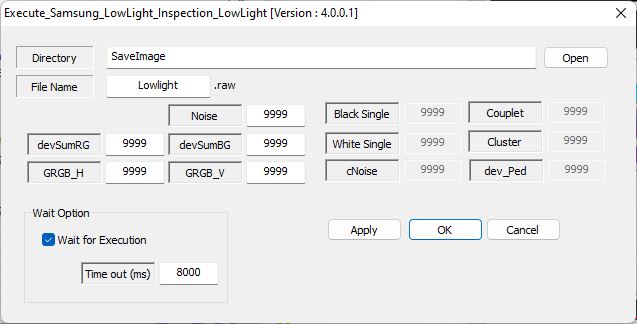 Execute_Samsung_LowLight_Inspection_LowLight [Version : 4.0.0.1]
Directory SaveImage Open
File Name Lowlight .raw
Noise 9999 Black Single 9999 Couplet 9999
devSumRG 9999 devSumBG 9999 White Single 9999 Cluster 9999
GRGB_H 9999 GRGB_V 9999 cNoise 9999 dev_Ped 9999
Wait Option
Wait for Execution
Time out (ms) 8000
Apply OK Cancel